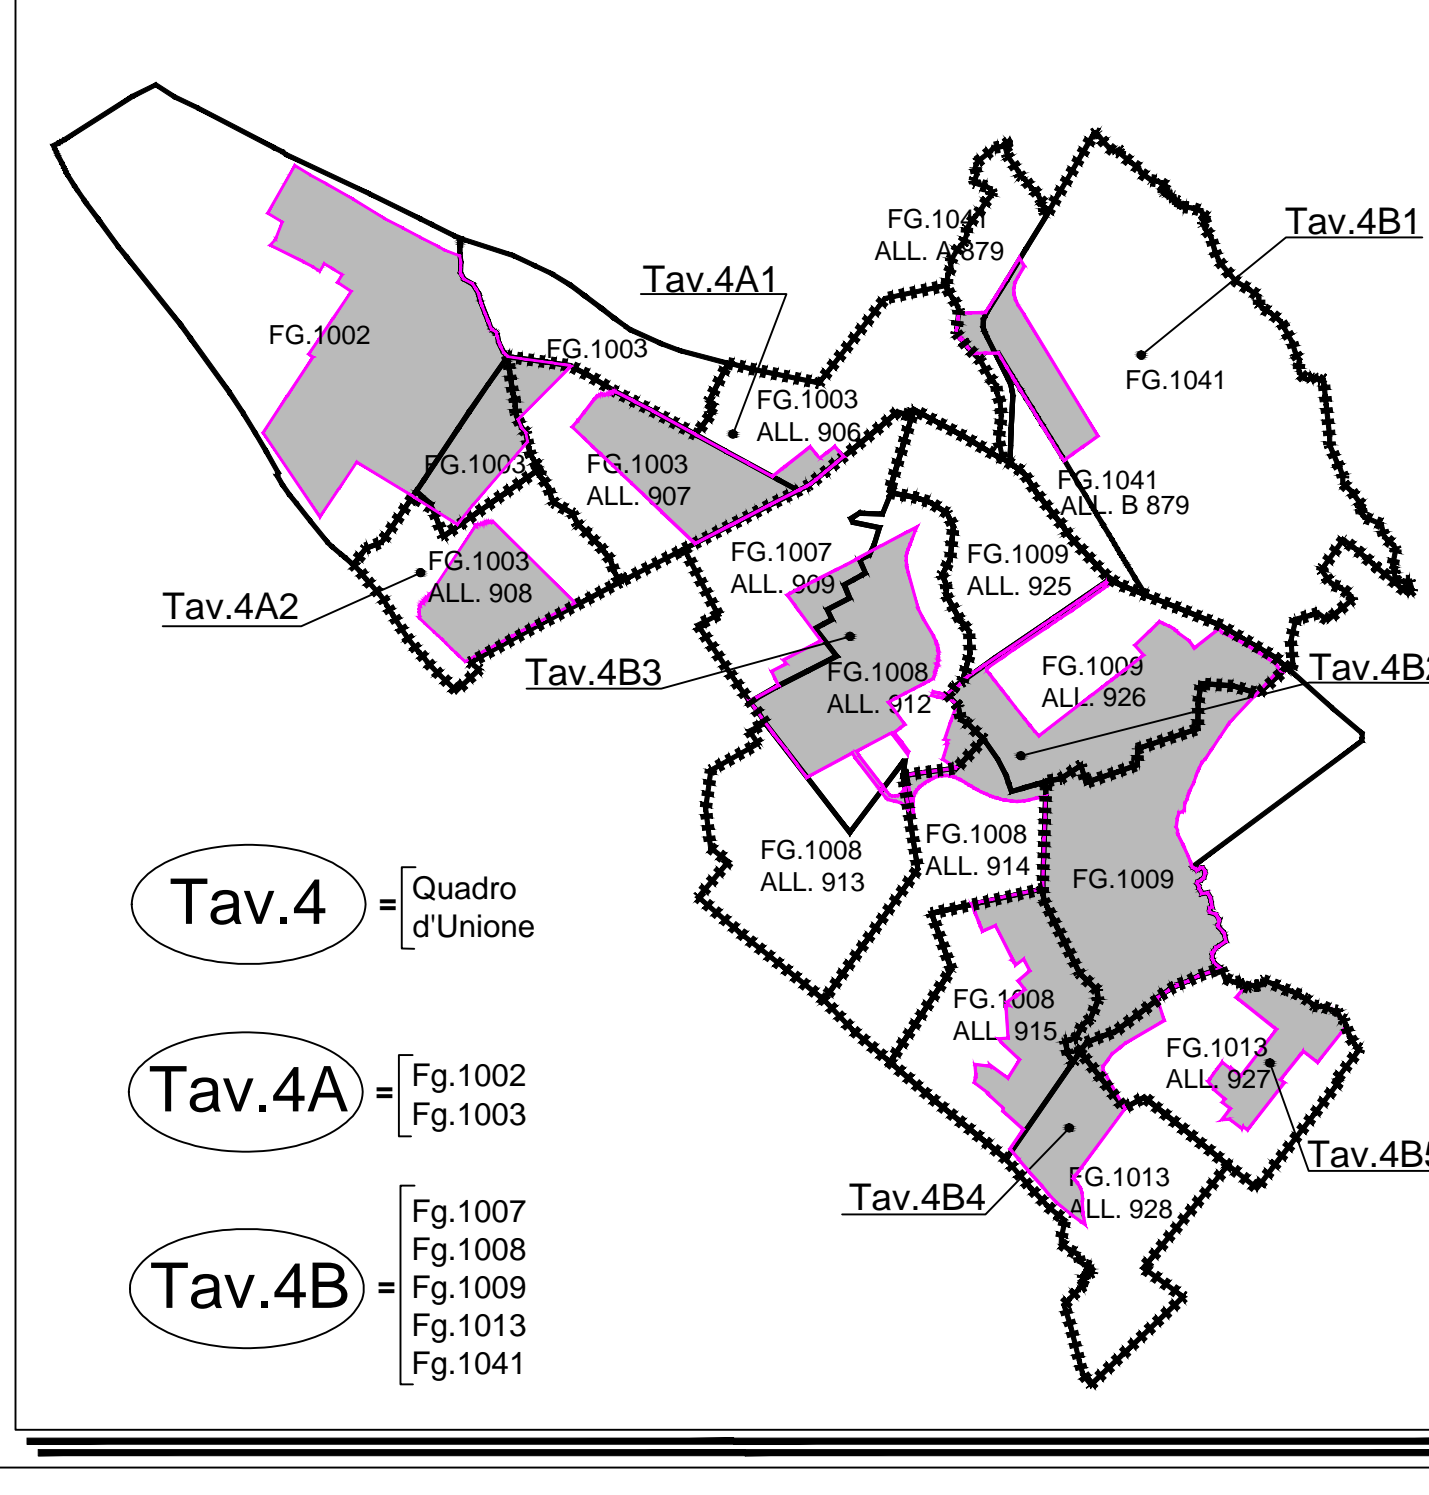 FG.1041
ALL. A 879
Tav.4B1
Tav.4A1
FG.1002
FG.1003
FG.1041
FG.1003
ALL. 906
FG.1003
FG.1003
ALL. 907
FG.1041
ALL. B 879
FG.1003
ALL. 908
FG.1007
ALL. 909
FG.1009
ALL. 925
Tav.4A2
Tav.4B3
FG.1008
ALL. 912
FG.1009
ALL. 926
Tav.4B2
FG.1008
ALL. 913
FG.1008
ALL. 914
FG.1009
Tav.4
=
Quadro
d'Unione
FG.1008
ALL. 915
FG.1013
ALL. 927
Tav.4A
=
Fg.1002
Fg.1003
Tav.4B5
Tav.4B4
FG.1013
ALL. 928
Tav.4B
=
Fg.1007
Fg.1008
Fg.1009
Fg.1013
Fg.1041